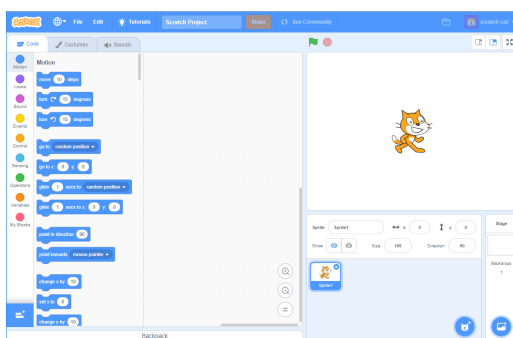 SCRATCH File Edit Tutorials Scratch Project Share See Community scratch-cat
Code Costumes Sounds
Motion
Looks
Sound
Events
Control
Sensing
Operators
Variables
My Blocks
Motion
move 10 steps
turn 15 degrees
turn 15 degrees
go to random position
go to x: 0 y: 0
glide 1 secs to random position
glide 1 secs to x: 0 y: 0
point in direction 90
point towards mouse-pointer
change x by 10
set x to 0
change y by 10
Backpack
Sprite Sprite1 x 0 y 0
Show Size 100 Direction 90
Sprite1
Stage
Backdrops
1